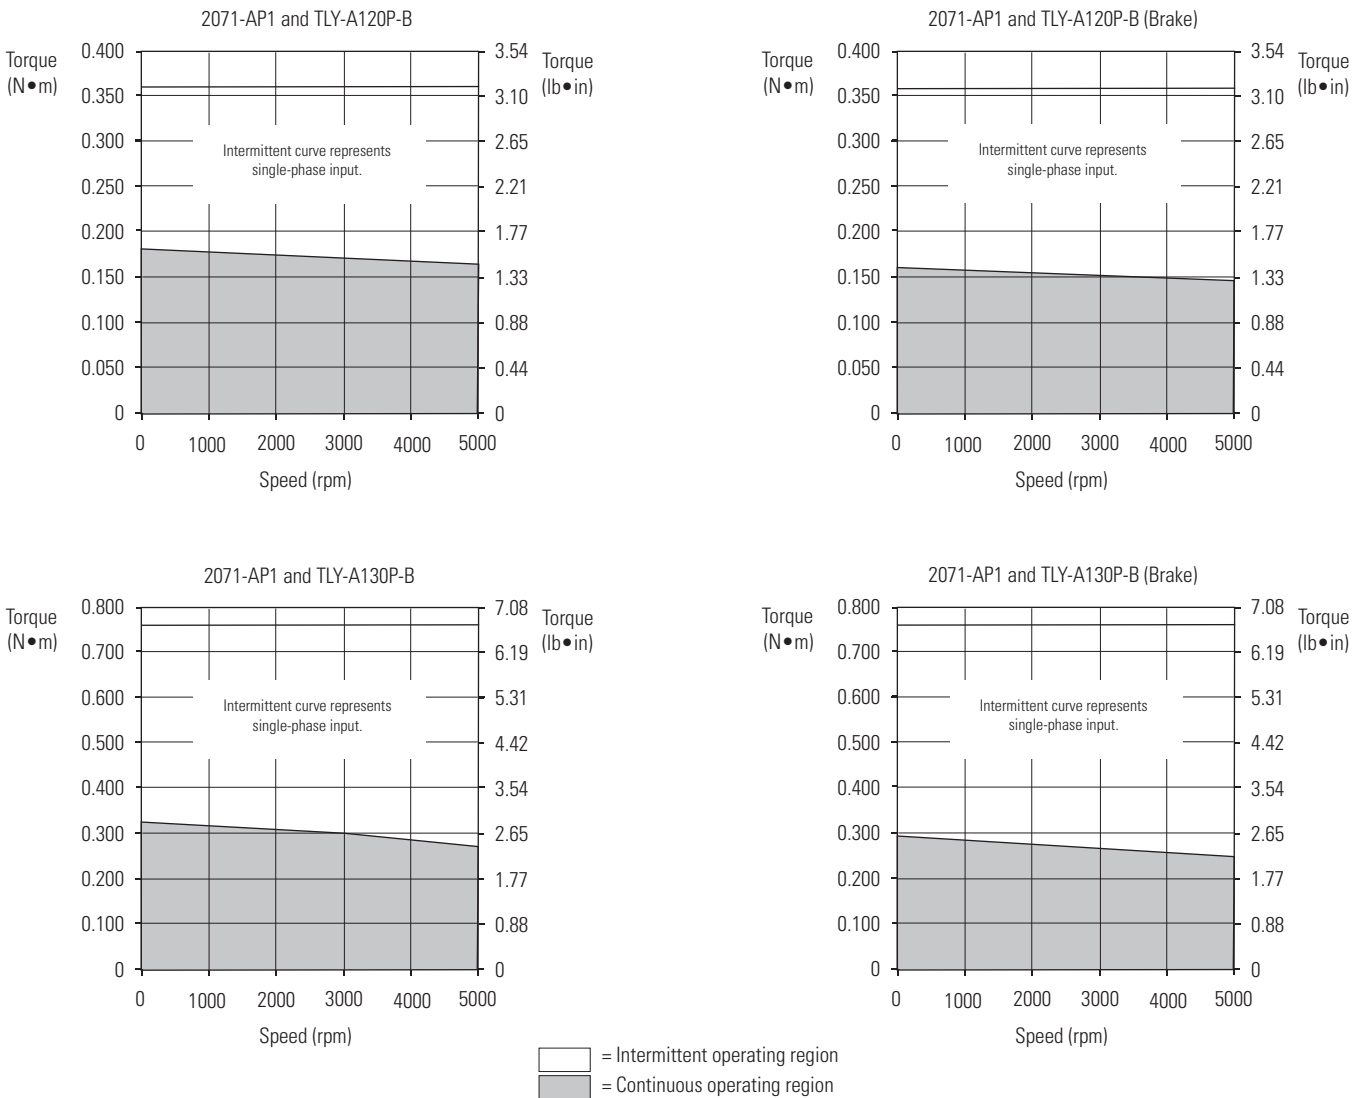 2071-AP1 and TLY-A120P-B
Torque
(N•m)
0.400
0.350
0.300
0.250
0.200
0.150
0.100
0.050
0
3.54
3.10
2.65
2.21
1.77
1.33
0.88
0.44
0
Torque
(lb•in)
Intermittent curve represents
single-phase input.
0 1000 2000 3000 4000 5000
Speed (rpm)
2071-AP1 and TLY-A120P-B (Brake)
Torque
(N•m)
0.400
0.350
0.300
0.250
0.200
0.150
0.100
0.050
0
3.54
3.10
2.65
2.21
1.77
1.33
0.88
0.44
0
Torque
(lb•in)
Intermittent curve represents
single-phase input.
0 1000 2000 3000 4000 5000
Speed (rpm)
2071-AP1 and TLY-A130P-B
Torque
(N•m)
0.800
0.700
0.600
0.500
0.400
0.300
0.200
0.100
0
7.08
6.19
5.31
4.42
3.54
2.65
1.77
0.88
0
Torque
(lb•in)
Intermittent curve represents
single-phase input.
0 1000 2000 3000 4000 5000
Speed (rpm)
2071-AP1 and TLY-A130P-B (Brake)
Torque
(N•m)
0.800
0.700
0.600
0.500
0.400
0.300
0.200
0.100
0
7.08
6.19
5.31
4.42
3.54
2.65
1.77
0.88
0
Torque
(lb•in)
Intermittent curve represents
single-phase input.
0 1000 2000 3000 4000 5000
Speed (rpm)
= Intermittent operating region
= Continuous operating region